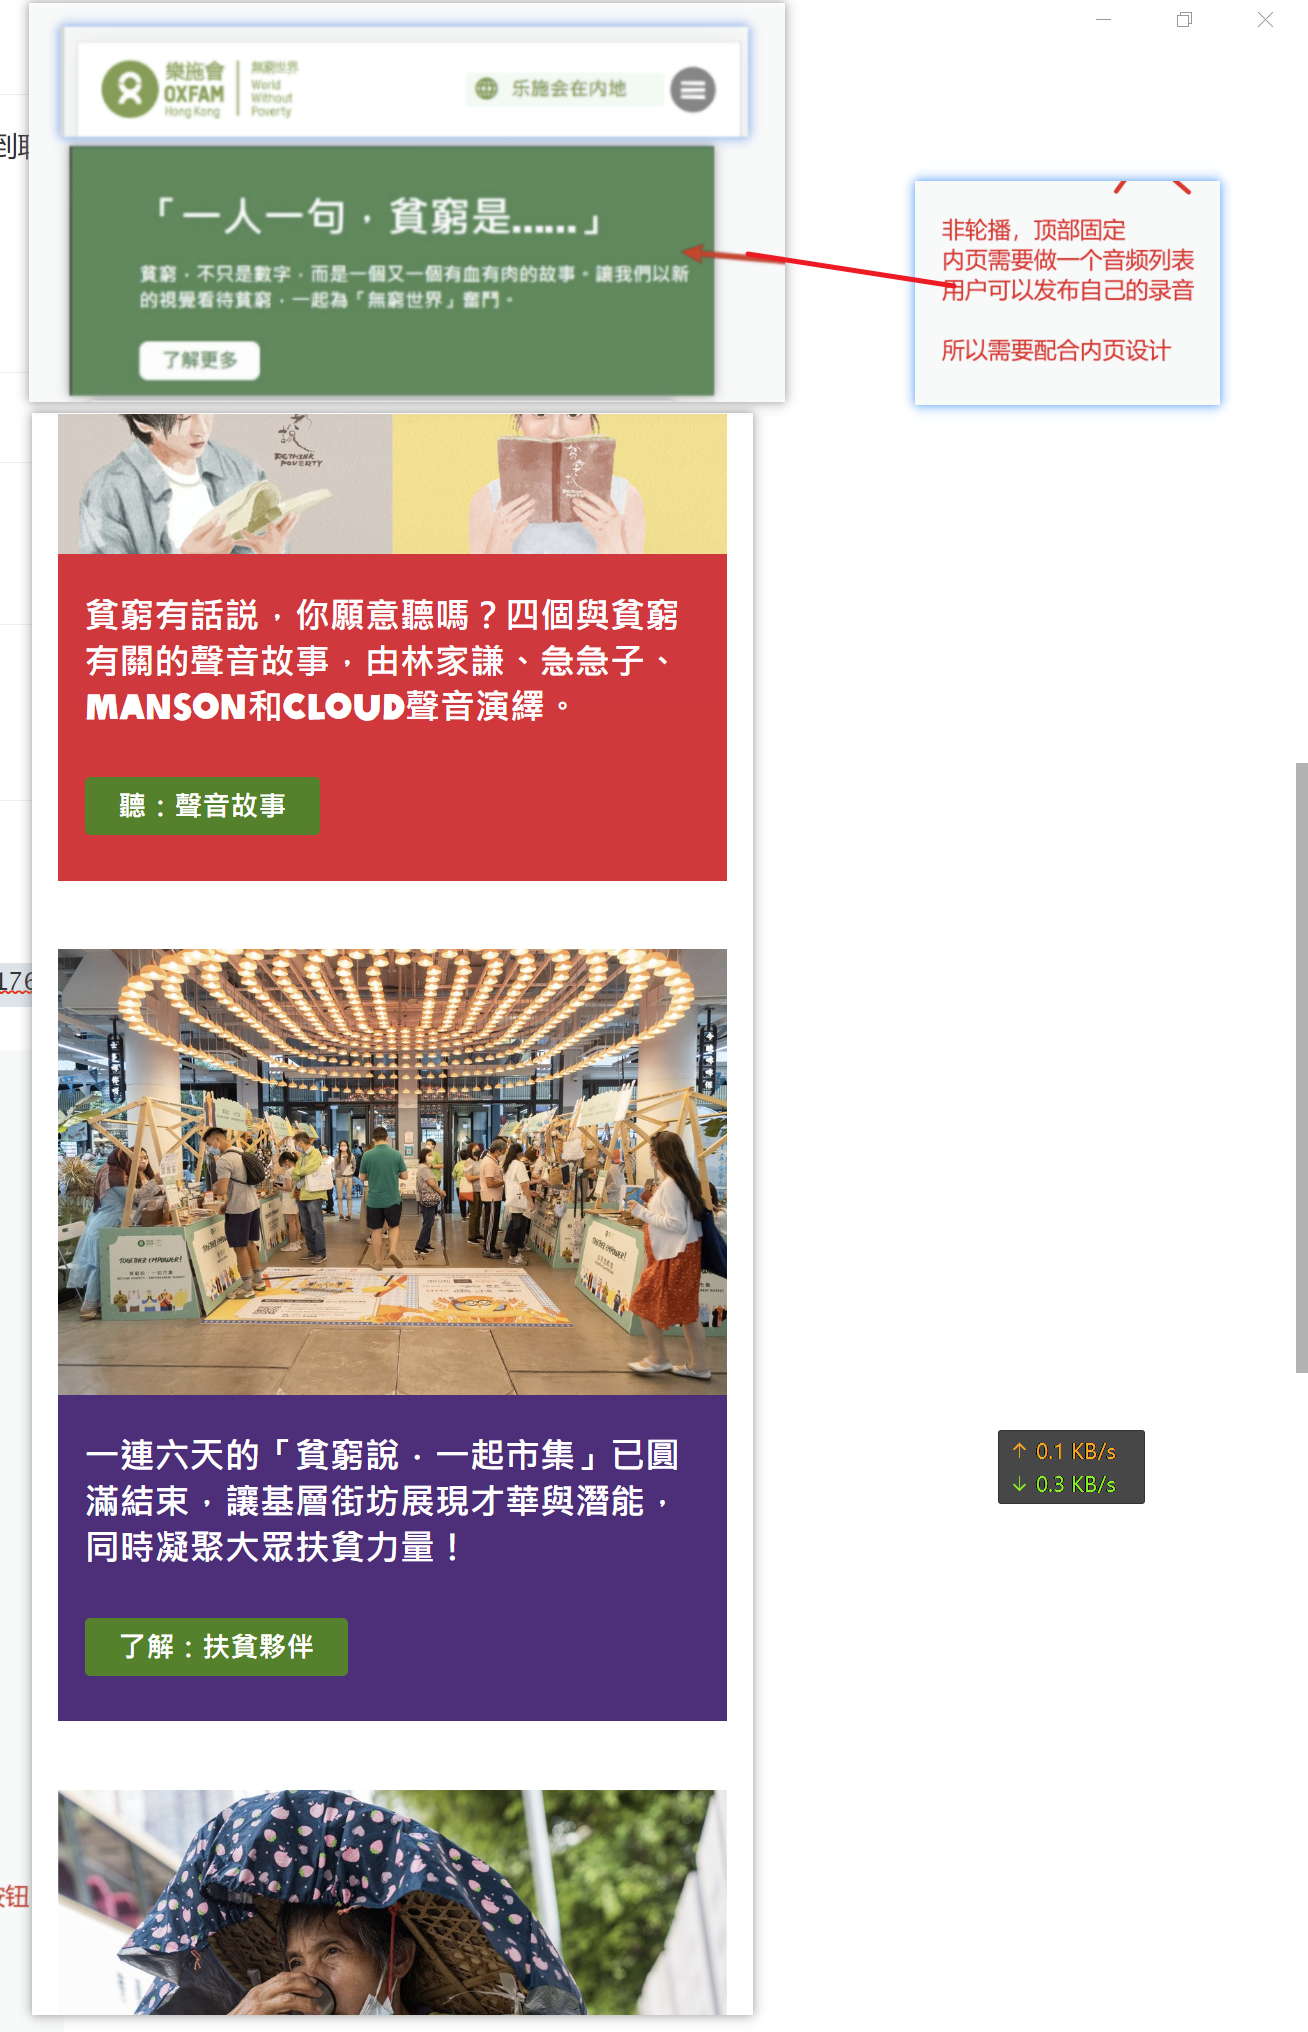 樂施會
OXFAM
Hong Kong
無窮世界
World
Without
Poverty
乐施会在内地
到
「一人一句，貧窮是......」
貧窮，不只是數字，而是一個又一個有血有肉的故事。讓我們以新
的視覺看待貧窮，一起為「無窮世界」奮鬥。
了解更多
非轮播，顶部固定
内页需要做一个音频列表
用户可以发布自己的录音
所以需要配合内页设计
RETHINK
POVERTY
貧窮有話説，你願意聽嗎？四個與貧窮
有關的聲音故事，由林家謙、急急子、
MANSON和CLOUD聲音演繹。
聽：聲音故事
176
TOGETHER EMPOWER!
一連六天的「貧窮說．一起市集」已圓
滿結束，讓基層街坊展現才華與潛能，
同時凝聚大眾扶貧力量！
↑ 0.1 KB/s
↓ 0.3 KB/s
了解：扶貧夥伴
按钮